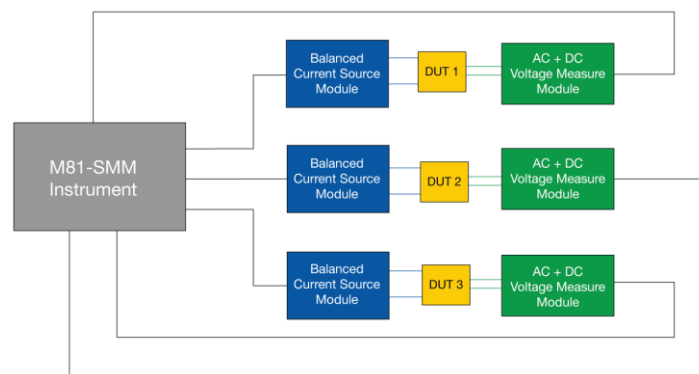 Balanced
Current Source
Module
DUT 1
AC + DC
Voltage Measure
Module
M81-SMM
Instrument
Balanced
Current Source
Module
DUT 2
AC + DC
Voltage Measure
Module
Balanced
Current Source
Module
DUT 3
AC + DC
Voltage Measure
Module